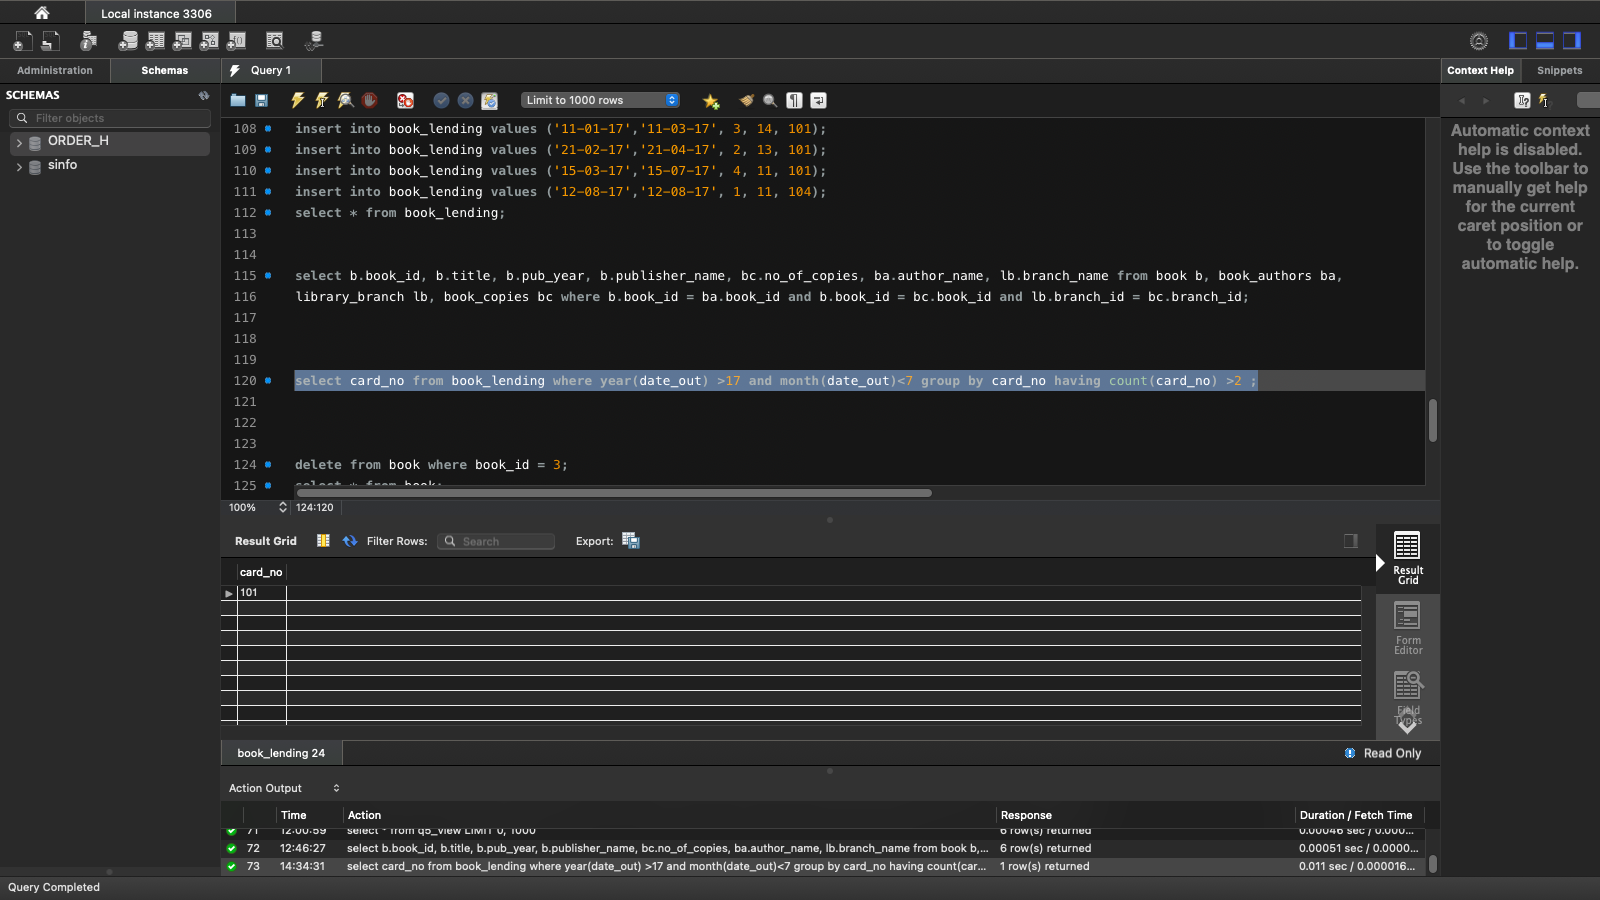 Local instance 3306
Administration
Schemas
Query 1
Context Help
Snippets
SCHEMAS
Filter objects
ORDER_H
sinfo
Limit to 1000 rows
108 insert into book_lending values ('11-01-17','11-03-17', 3, 14, 101);
109 insert into book_lending values ('21-02-17','21-04-17', 2, 13, 101);
110 insert into book_lending values ('15-03-17','15-07-17', 4, 11, 101);
111 insert into book_lending values ('12-08-17','12-08-17', 1, 11, 104);
112 select * from book_lending;
113
114
115 select b.book_id, b.title, b.pub_year, b.publisher_name, bc.no_of_copies, ba.author_name, lb.branch_name from book b, book_authors ba,
116 library_branch lb, book_copies bc where b.book_id = ba.book_id and b.book_id = bc.book_id and lb.branch_id = bc.branch_id;
117
118
119
120 select card_no from book_lending where year(date_out) >17 and month(date_out)<7 group by card_no having count(card_no) >2 ;
121
122
123
124 delete from book where book_id = 3;
125 select * from book;
100%
124:120
Automatic context
help is disabled.
Use the toolbar to
manually get help
for the current
caret position or
to toggle
automatic help.
Result Grid
Filter Rows:
Search
Export:
card_no
101
Result
Grid
Form
Editor
Field
Types
book_lending 24
Read Only
Action Output
Time Action Response Duration / Fetch Time
71 12:00:59 select * from q5_view LIMIT 0, 1000 6 row(s) returned 0.00046 sec / 0.000...
72 12:46:27 select b.book_id, b.title, b.pub_year, b.publisher_name, bc.no_of_copies, ba.author_name, lb.branch_name from book b,... 6 row(s) returned 0.00051 sec / 0.0000...
73 14:34:31 select card_no from book_lending where year(date_out) >17 and month(date_out)<7 group by card_no having count(car... 1 row(s) returned 0.011 sec / 0.000016...
Query Completed